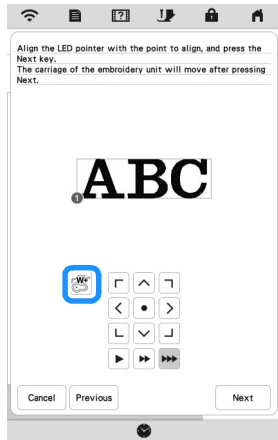 Align the LED pointer with the point to align, and press the
Next key.
The carriage of the embroidery unit will move after pressing
Next.
ABC
1
W+
Cancel Previous Next